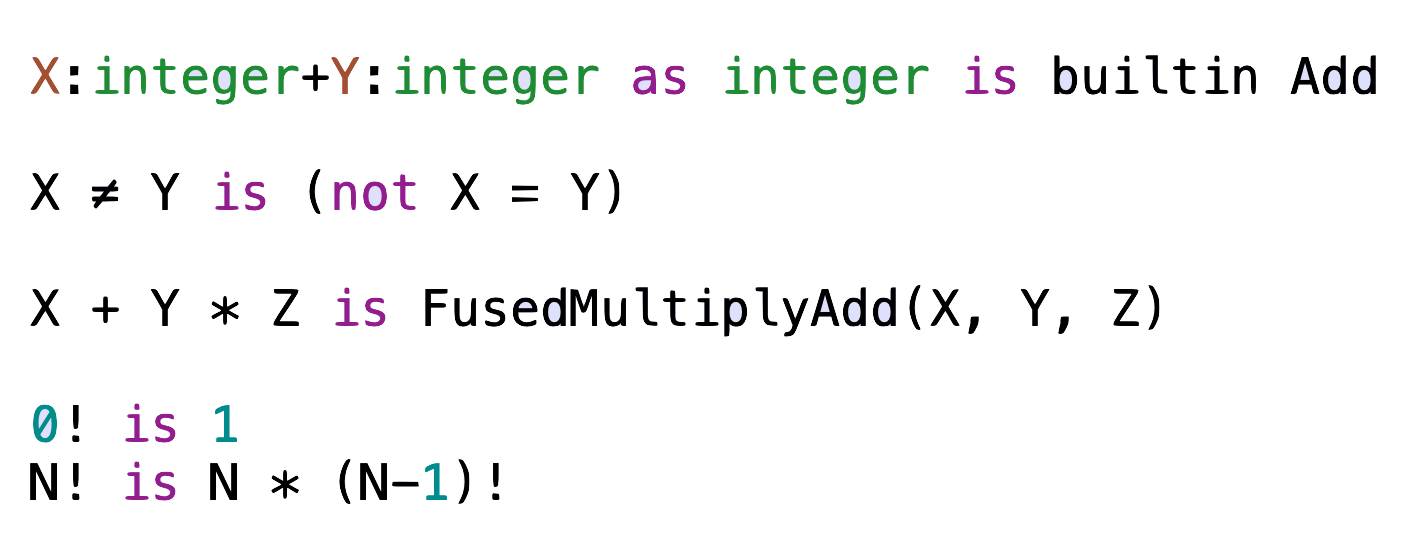 X:integer+Y:integer as integer is builtin Add
X ≠ Y is (not X = Y)
X + Y * Z is FusedMultiplyAdd(X, Y, Z)
0! is 1
N! is N * (N-1)!